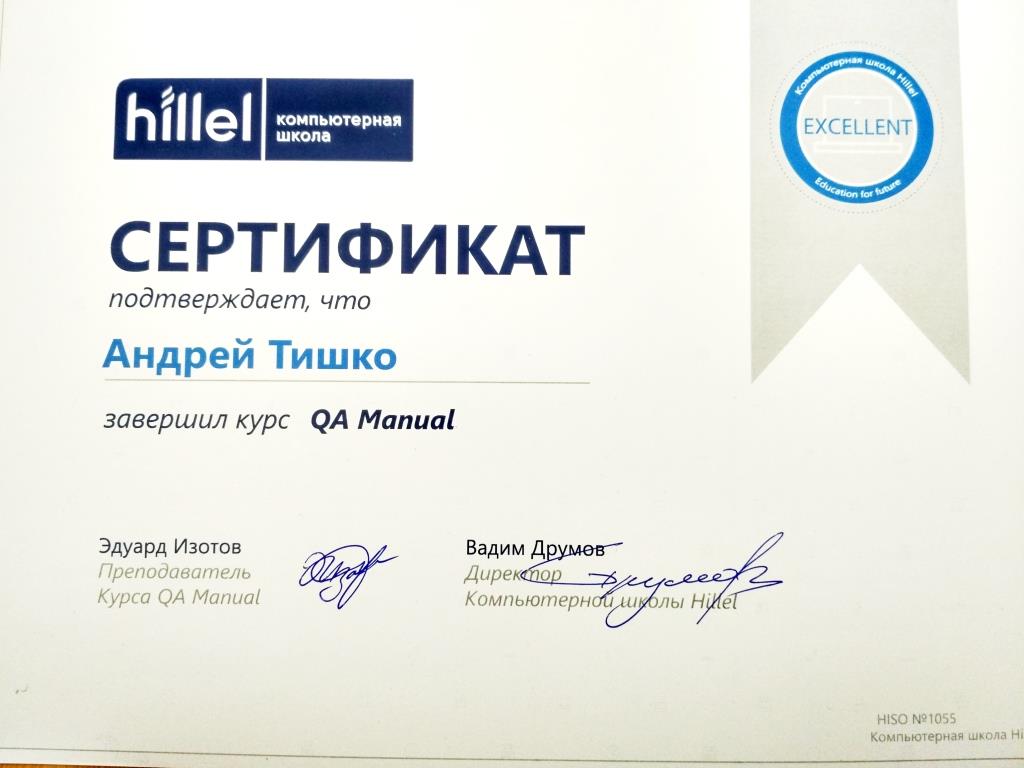 hillel компьютерная
школа
Компьютерная школа Hillel
EXCELLENT
Education for future
СЕРТИФИКАТ
подтверждает, что
Андрей Тишко
завершил курс QA Manual
Эдуард Изотов
Преподаватель
Курса QA Manual
Вадим Друмов
Директор
Компьютерной школы Hillel
HISO №1055
Компьютерная школа Hi